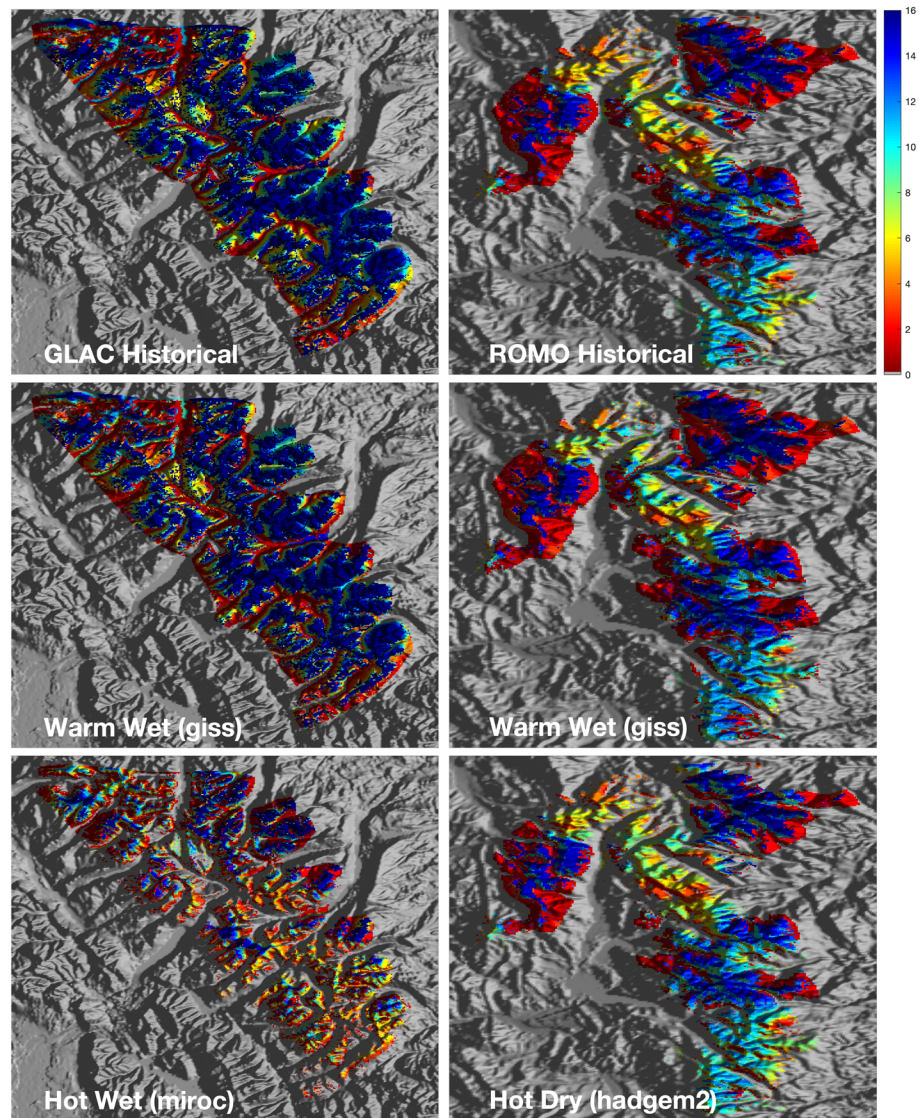 GLAC Historical
ROMO Historical
16
14
12
10
8
6
4
2
0
Warm Wet (giss)
Warm Wet (giss)
Hot Wet (miroc)
Hot Dry (hadgem2)